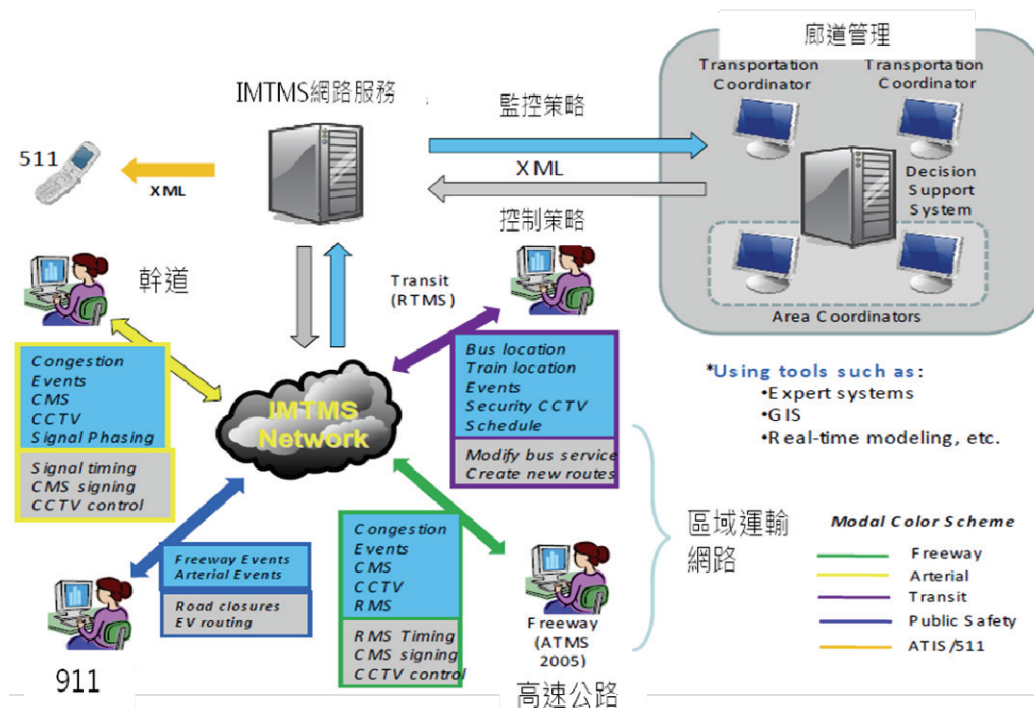 廊道管理
Transportation
Coordinator
Transportation
Coordinator
IMTMS網路服務
監控策略
511
XML
XML
Decision
Support
System
控制策略
幹道
Transit
(RTMS)
Area Coordinators
Congestion
Events
CMS
CCTV
Signal Phasing
Signal timing
CMS signing
CCTV control
IMTMS
Network
Bus location
Train location
Events
Security CCTV
Schedule
Modify bus service
Create new routes
*Using tools such as:
•Expert systems
•GIS
•Real-time modeling, etc.
Freeway Events
Arterial Events
Road closures
EV routing
911
Congestion
Events
CMS
CCTV
RMS
RMS Timing
CMS signing
CCTV control
Freeway
(ATMS
2005)
高速公路
區域運輸
網路
Modal Color Scheme
Freeway
Arterial
Transit
Public Safety
ATIS/511